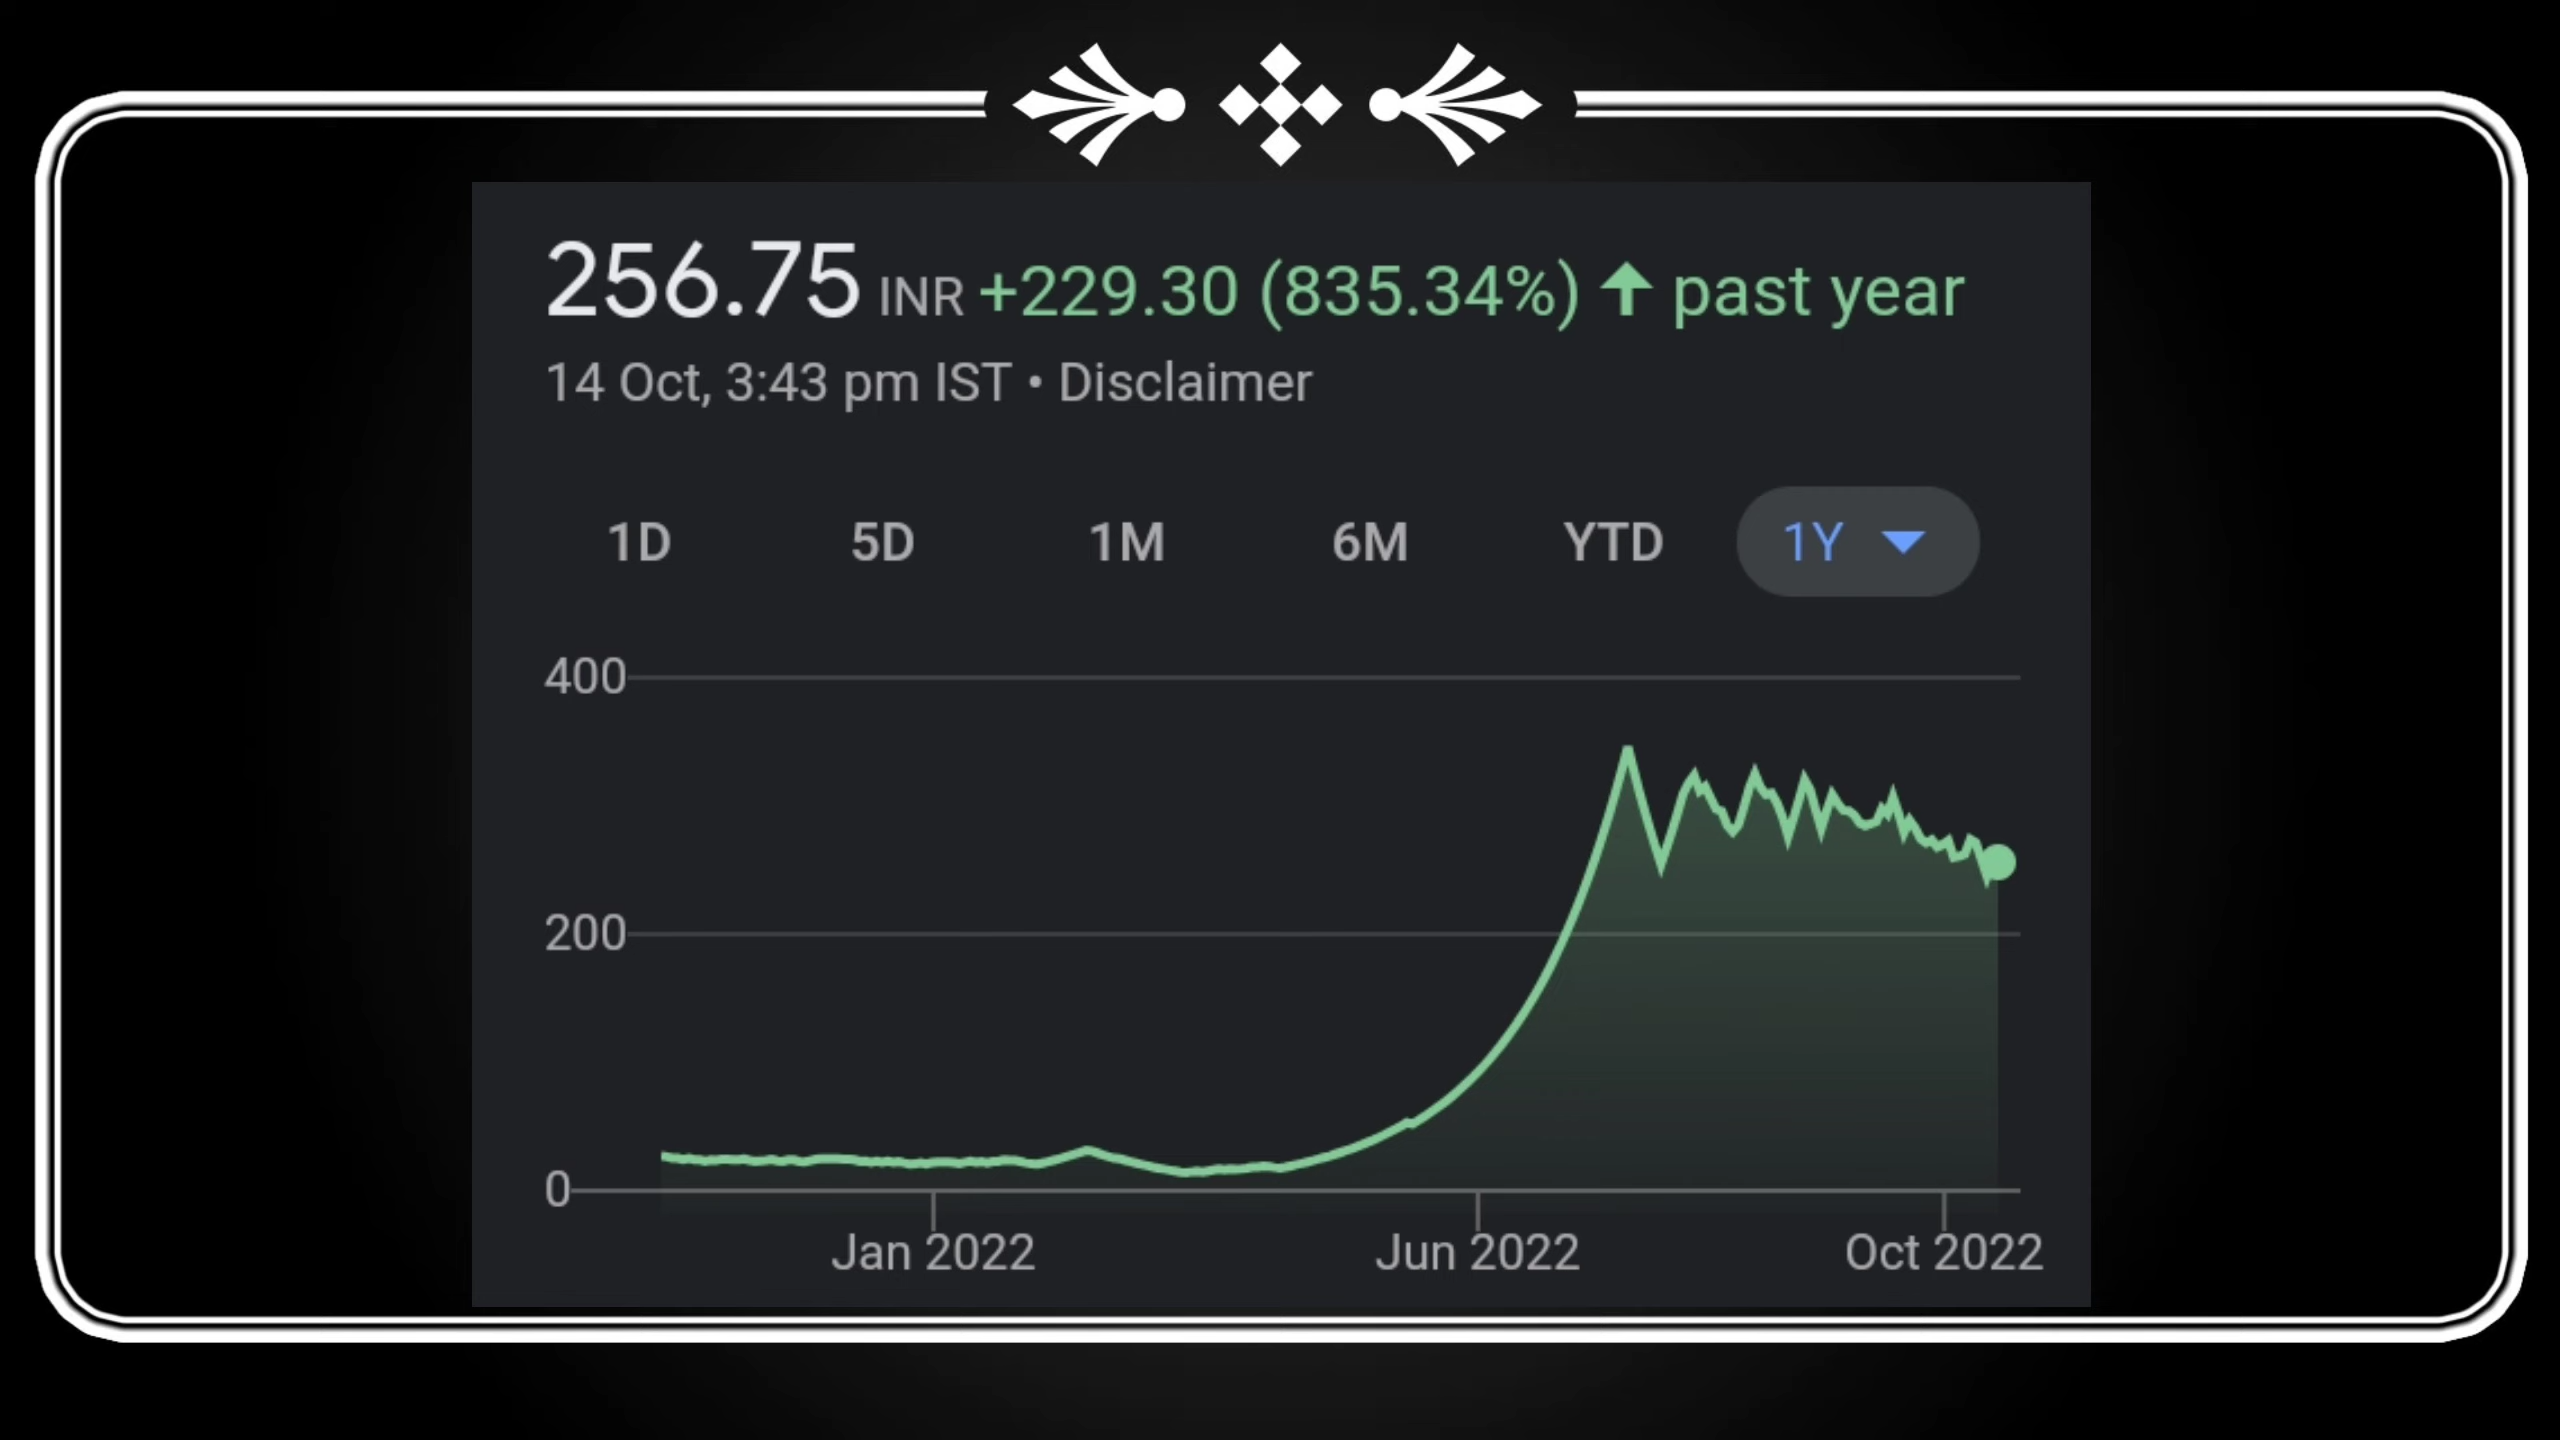 256.75 INR +229.30 (835.34%) ↑ past year
14 Oct, 3:43 pm IST • Disclaimer
1D 5D 1M 6M YTD 1Y
400
200
0
Jan 2022 Jun 2022 Oct 2022